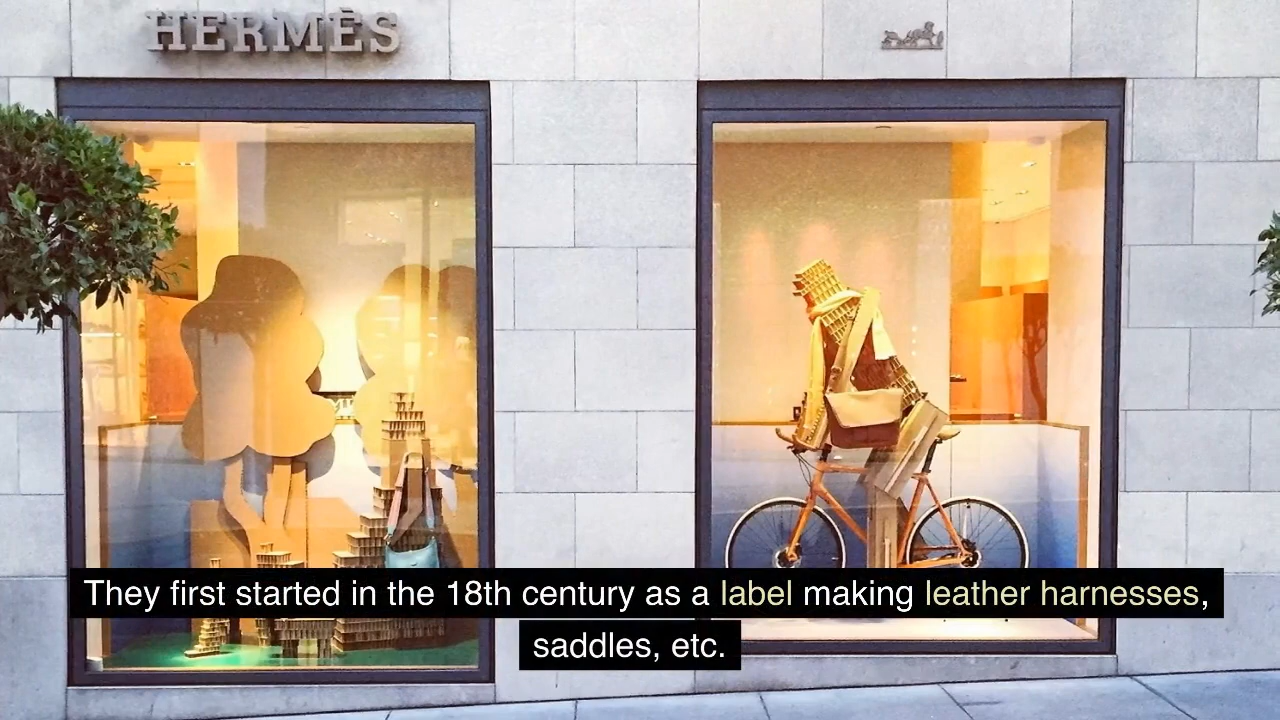 HERMÈS
They first started in the 18th century as a label making leather harnesses,
saddles, etc.